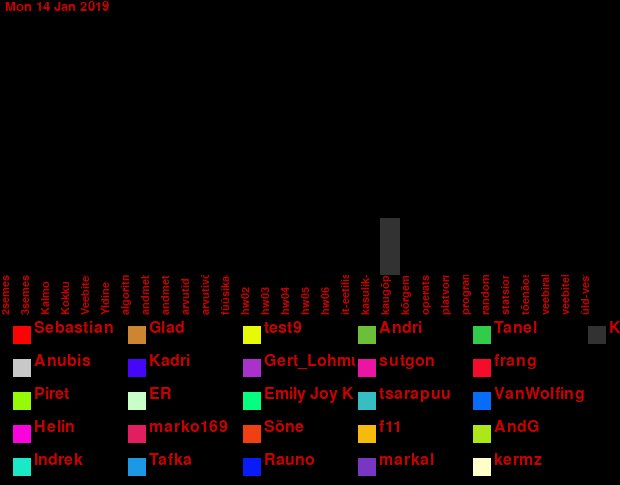 Mon 14 Jan 2019
2semes
3semes
Kalmo
Kokku
Veebite
Yldine
algoritn
andmet
andmet
arvutid
arvutivõ
füüsika
hw02
hw03
hw04
hw05
hw06
it-eetilis
kasulik-
kaugõp
kõrgem
operats
platvorr
progran
random
statsior
tõenäos
veebiral
veebitel
üld-ves
Sebastian Glad test9 Andri Tanel K
Anubis Kadri Gert_Lohmu sutgon frang
Piret ER Emily Joy K tsarapuu VanWolfing
Helin marko169 Sõne f11 AndG
Indrek Tafka Rauno markal kermz